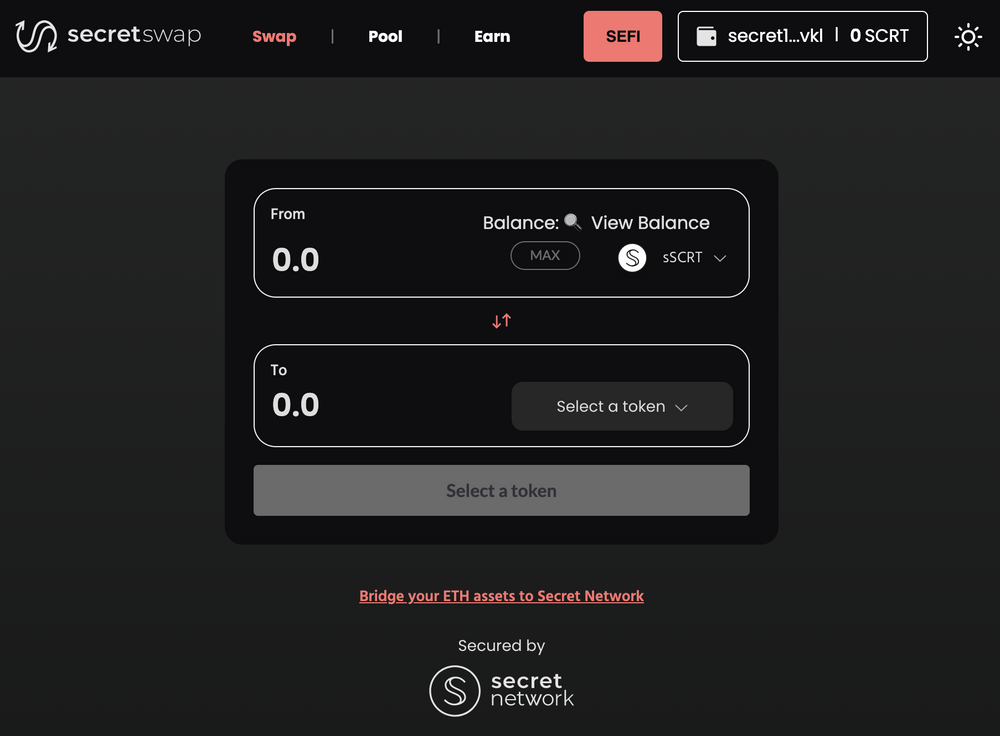 secretswap Swap | Pool | Earn SEFI secret1...vkl | 0 SCRT
From
Balance: View Balance
0.0 MAX sSCRT
To
0.0 Select a token
Select a token
Bridge your ETH assets to Secret Network
Secured by
secret
network